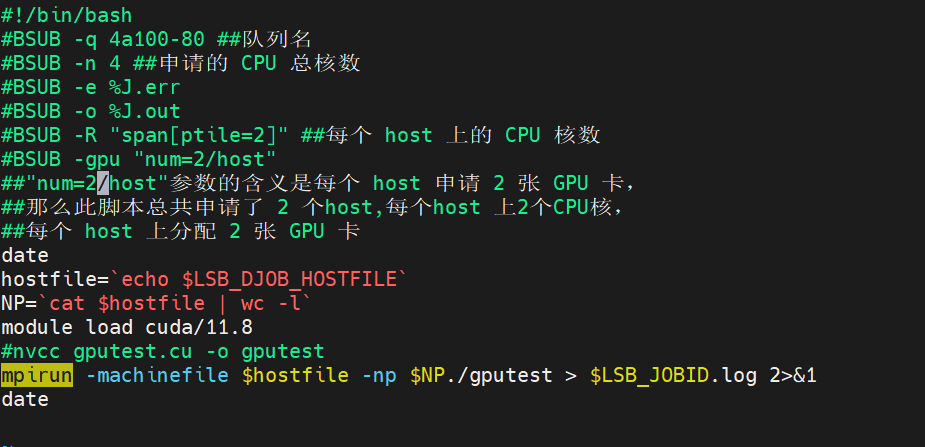 #!/bin/bash
#BSUB -q 4a100-80 ##队列名
#BSUB -n 4 ##申请的 CPU 总核数
#BSUB -e %J.err
#BSUB -o %J.out
#BSUB -R "span[ptile=2]" ##每个 host 上的 CPU 核数
#BSUB -gpu "num=2/host"
##"num=2/host"参数的含义是每个 host 申请 2 张 GPU 卡，
##那么此脚本总共申请了 2 个host,每个host 上2个CPU核，
##每个 host 上分配 2 张 GPU 卡
date
hostfile=`echo $LSB_DJOB_HOSTFILE`
NP=`cat $hostfile | wc -l`
module load cuda/11.8
#nvcc gputest.cu -o gputest
mpirun -machinefile $hostfile -np $NP./gputest > $LSB_JOBID.log 2>&1
date